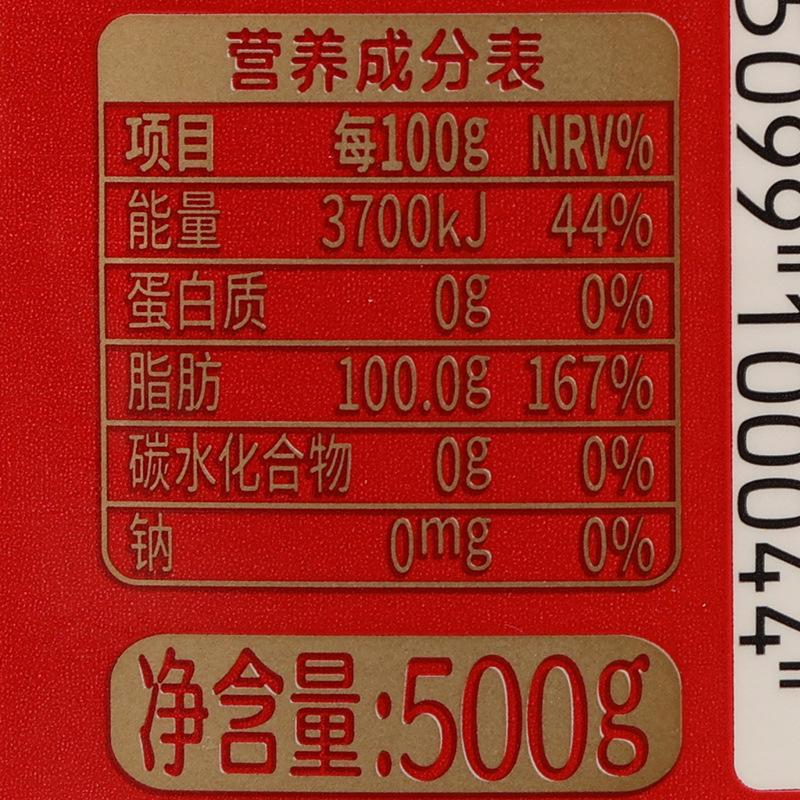 营养成分表
项目 每100g NRV%
能量 3700kJ 44%
蛋白质 0g 0%
脂肪 100.0g 167%
碳水化合物 0g 0%
钠 0mg 0%
净含量:500g
5099"10044"